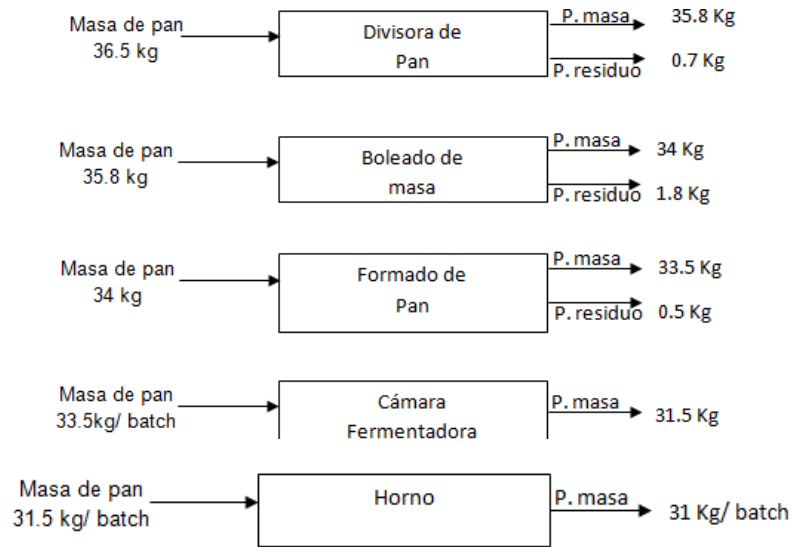 Masa de pan
36.5 kg
Divisora de
Pan
P. masa
35.8 Kg
P. residuo
0.7 Kg
Masa de pan
35.8 kg
Boleado de
masa
P. masa
34 Kg
P. residuo
1.8 Kg
Masa de pan
34 kg
Formado de
Pan
P. masa
33.5 Kg
P. residuo
0.5 Kg
Masa de pan
33.5kg/ batch
Cámara
Fermentadora
P. masa
31.5 Kg
Masa de pan
31.5 kg/ batch
Horno
P. masa
31 Kg/ batch